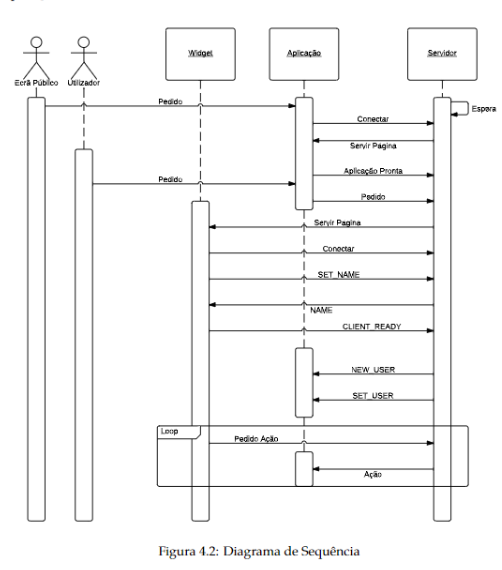 Widget
Aplicação
Servidor
Ecrã Público
Utilizador
Pedido
Espera
Conectar
Servir Pagina
Aplicação Pronta
Pedido
Pedido
Servir Pagina
Conectar
SET_NAME
NAME
CLIENT_READY
NEW_USER
SET_USER
Loop
Pedido Ação
Ação
Figura 4.2: Diagrama de Sequência